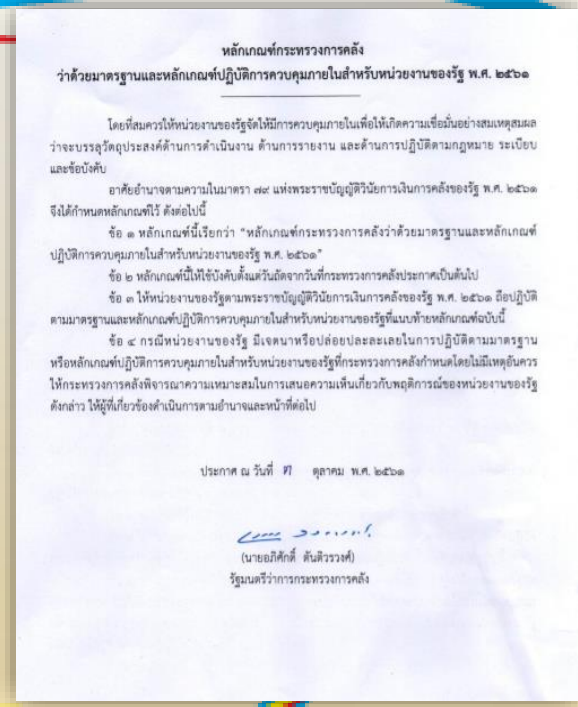 หลักเกณฑ์กระทรวงการคลัง
ว่าด้วยมาตรฐานและหลักเกณฑ์ปฏิบัติการควบคุมภายในสำหรับหน่วยงานของรัฐ พ.ศ. ๒๕๖๑
โดยที่สมควรให้หน่วยงานของรัฐจัดให้มีการควบคุมภายในเพื่อให้เกิดความเชื่อมั่นอย่างสมเหตุสมผล
ว่าจะบรรลุวัตถุประสงค์ด้านการดำเนินงาน ด้านการรายงาน และด้านการปฏิบัติตามกฎหมาย ระเบียบ
และข้อบังคับ
อาศัยอำนาจตามความในมาตรา ๗๙ แห่งพระราชบัญญัติวินัยการเงินการคลังของรัฐ พ.ศ. ๒๕๖๑
จึงได้กำหนดหลักเกณฑ์ไว้ ดังต่อไปนี้
ข้อ ๑ หลักเกณฑ์นี้เรียกว่า “หลักเกณฑ์กระทรวงการคลังว่าด้วยมาตรฐานและหลักเกณฑ์
ปฏิบัติการควบคุมภายในสำหรับหน่วยงานของรัฐ พ.ศ. ๒๕๖๑”
ข้อ ๒ หลักเกณฑ์นี้ให้ใช้บังคับตั้งแต่วันถัดจากวันที่กระทรวงการคลังประกาศเป็นต้นไป
ข้อ ๓ ให้หน่วยงานของรัฐตามพระราชบัญญัติวินัยการเงินการคลังของรัฐ พ.ศ. ๒๕๖๑ ถือปฏิบัติ
ตามมาตรฐานและหลักเกณฑ์ปฏิบัติการควบคุมภายในสำหรับหน่วยงานของรัฐที่แนบท้ายหลักเกณฑ์ฉบับนี้
ข้อ ๔ กรณีหน่วยงานของรัฐ มีเจตนาหรือปล่อยปละละเลยในการปฏิบัติตามมาตรฐาน
หรือหลักเกณฑ์ปฏิบัติการควบคุมภายในสำหรับหน่วยงานของรัฐที่กระทรวงการคลังกำหนดโดยไม่มีเหตุอันควร
ให้กระทรวงการคลังพิจารณาความเหมาะสมในการเสนอความเห็นเกี่ยวกับพฤติการณ์ของหน่วยงานของรัฐ
ดังกล่าว ให้ผู้ที่เกี่ยวข้องดำเนินการตามอำนาจและหน้าที่ต่อไป
ประกาศ ณ วันที่ ๓ ตุลาคม พ.ศ. ๒๕๖๑
(นายอภิศักดิ์ ตันติวรวงศ์)
รัฐมนตรีว่าการกระทรวงการคลัง